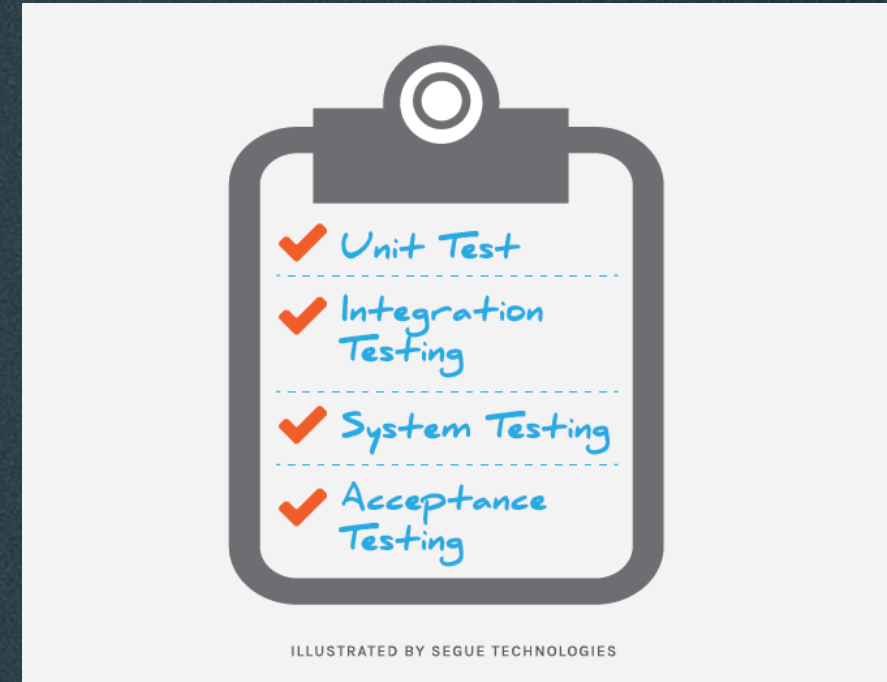 Unit Test
Integration
Testing
System Testing
Acceptance
Testing
ILLUSTRATED BY SEGUE TECHNOLOGIES